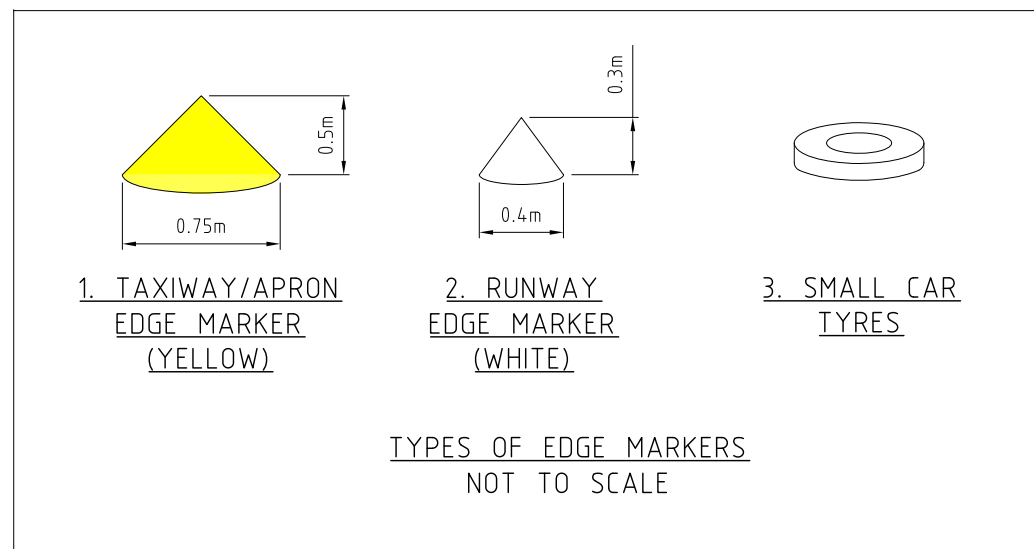 0.3m
0.5m
0.75m
0.4m
1. TAXIWAY/APRON
EDGE MARKER
(YELLOW)
2. RUNWAY
EDGE MARKER
(WHITE)
3. SMALL CAR
TYRES
TYPES OF EDGE MARKERS
NOT TO SCALE